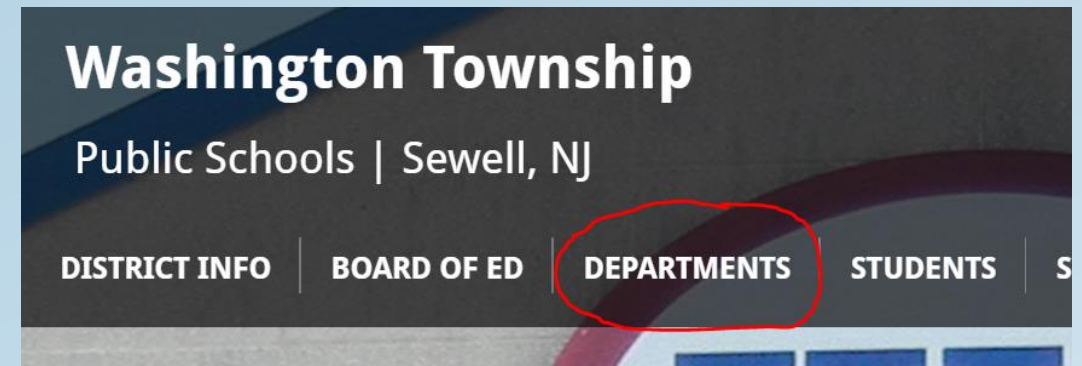 Washington Township
Public Schools | Sewell, NJ
DISTRICT INFO | BOARD OF ED | DEPARTMENTS | STUDENTS | S